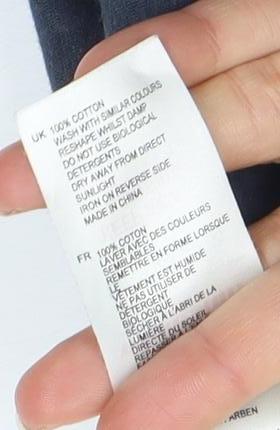 UK 100% COTTON
WASH WITH SIMILAR COLOURS
RESHAPE WHILST DAMP
DO NOT USE BIOLOGICAL
DETERGENTS
DRY AWAY FROM DIRECT
SUNLIGHT
IRON ON REVERSE SIDE
MADE IN CHINA
FR 100% COTON
LAVER AVEC DES COULEURS
SEMBLABLES
REMETTRE EN FORME LORSQUE
LE
VÊTEMENT EST HUMIDE
NE PAS UTILISER DE
DÉTERGENT
BIOLOGIQUE
SÉCHER À L'ABRI DE LA
LUMIÈRE
DIRECTE DU SOLEIL
REPASSER À
ARBEN